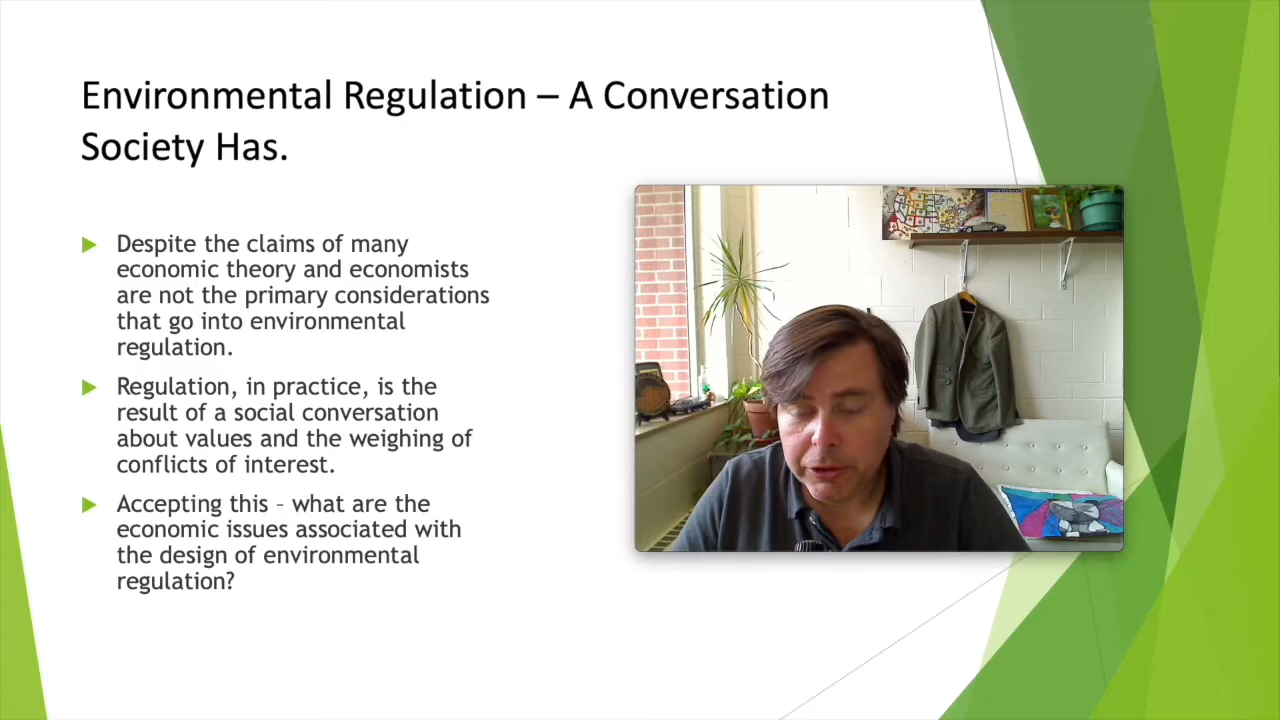 Environmental Regulation – A Conversation
Society Has.
Despite the claims of many
economic theory and economists
are not the primary considerations
that go into environmental
regulation.
Regulation, in practice, is the
result of a social conversation
about values and the weighing of
conflicts of interest.
Accepting this – what are the
economic issues associated with
the design of environmental
regulation?